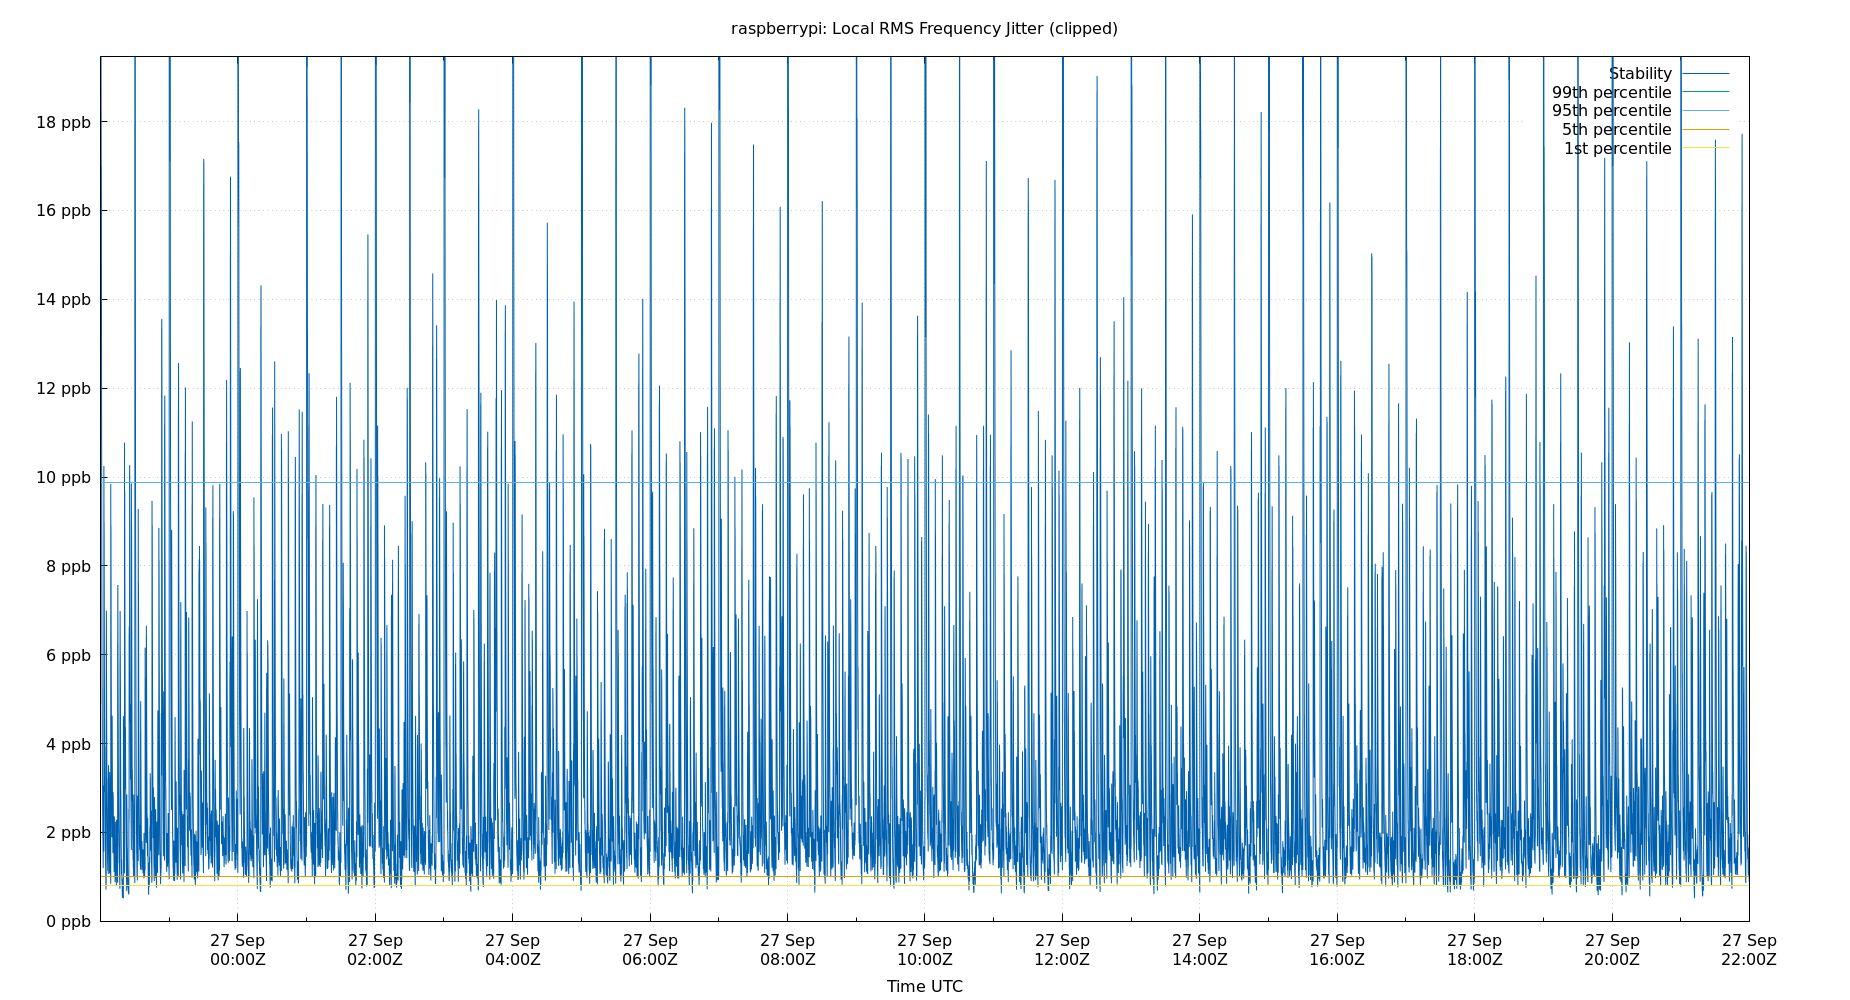 raspberrypi: Local RMS Frequency Jitter (clipped)
Stability
99th percentile
95th percentile
5th percentile
1st percentile
18 ppb
16 ppb
14 ppb
12 ppb
10 ppb
8 ppb
6 ppb
4 ppb
2 ppb
0 ppb
27 Sep 27 Sep 27 Sep 27 Sep 27 Sep 27 Sep 27 Sep 27 Sep 27 Sep 27 Sep 27 Sep 27 Sep
00:00Z 02:00Z 04:00Z 06:00Z 08:00Z 10:00Z 12:00Z 14:00Z 16:00Z 18:00Z 20:00Z 22:00Z
Time UTC